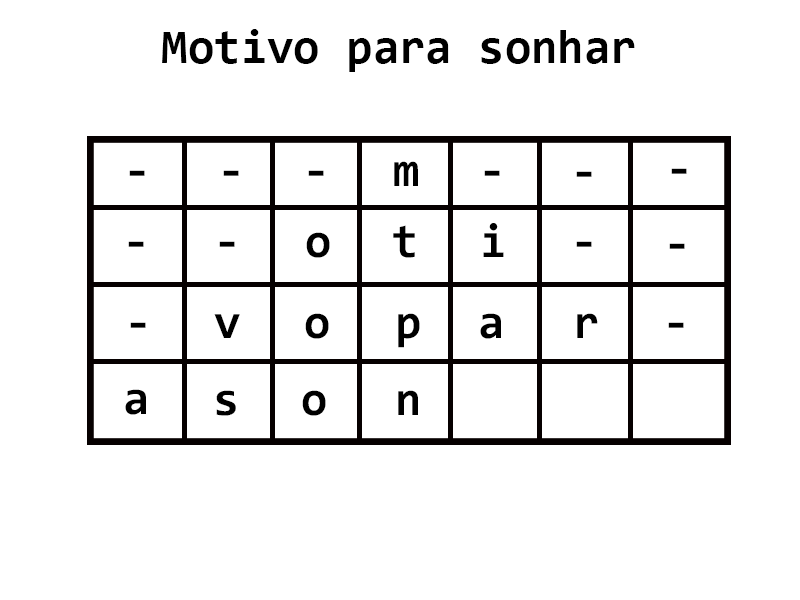 Motivo para sonhar
- - - m - - -
- - o t i - -
- v o p a r -
a s o n